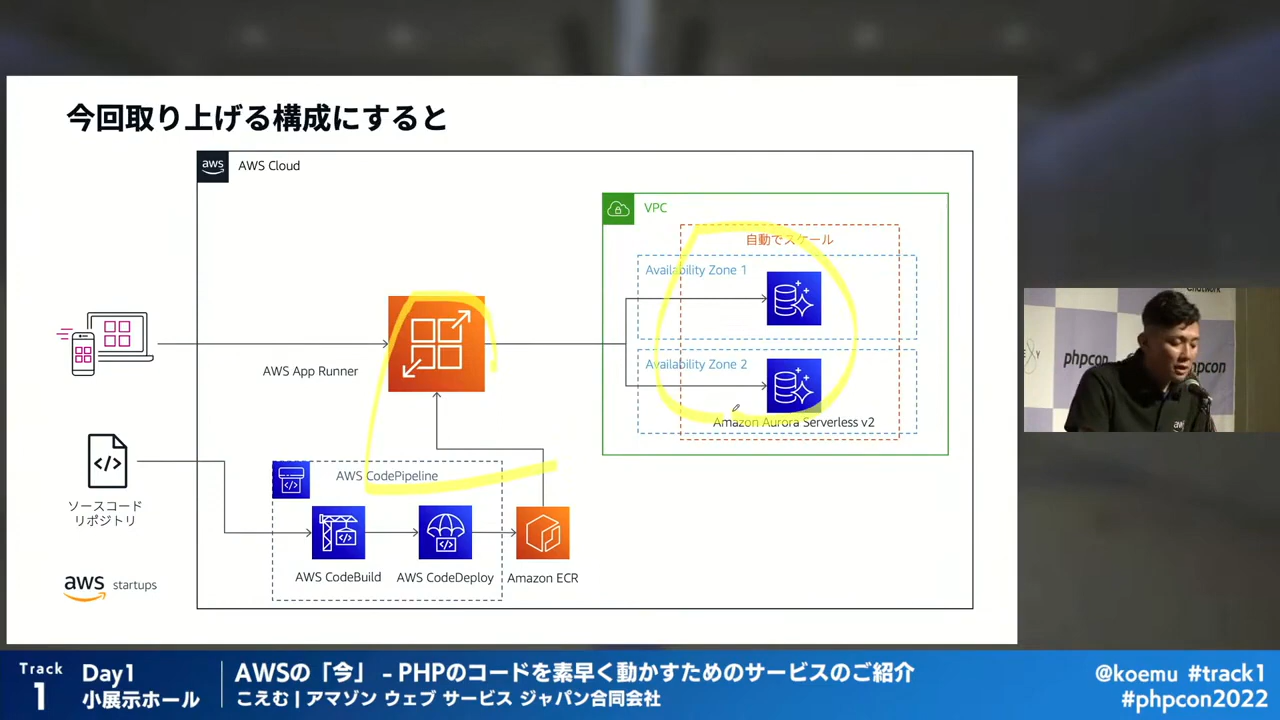 今回取り上げる構成にすると
aws
AWS Cloud
VPC
自動でスケール
Availability Zone 1
AWS App Runner
Availability Zone 2
Amazon Aurora Serverless v2
AWS CodePipeline
ソースコード
リポジトリ
AWS CodeBuild
AWS CodeDeploy
Amazon ECR
aws startups
phpcon
Track
1
Day1
小展示ホール
AWSの「今」 – PHPのコードを素早く動かすためのサービスのご紹介
こえむ | アマゾン ウェブ サービス ジャパン合同会社
@koemu #track1
#phpcon2022